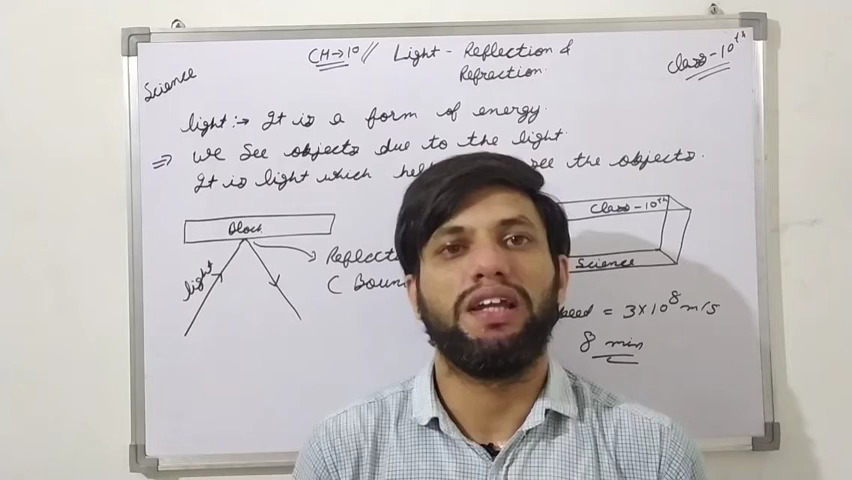 CH→10 // Light - Reflection &
Refraction
Class - 10th
Science
light :→ It is a form of energy.
⇒ we see objects due to the light.
It is light which see the objects.
Block
light
Class - 10th
Science
= 3×10⁸ m/s
8 min